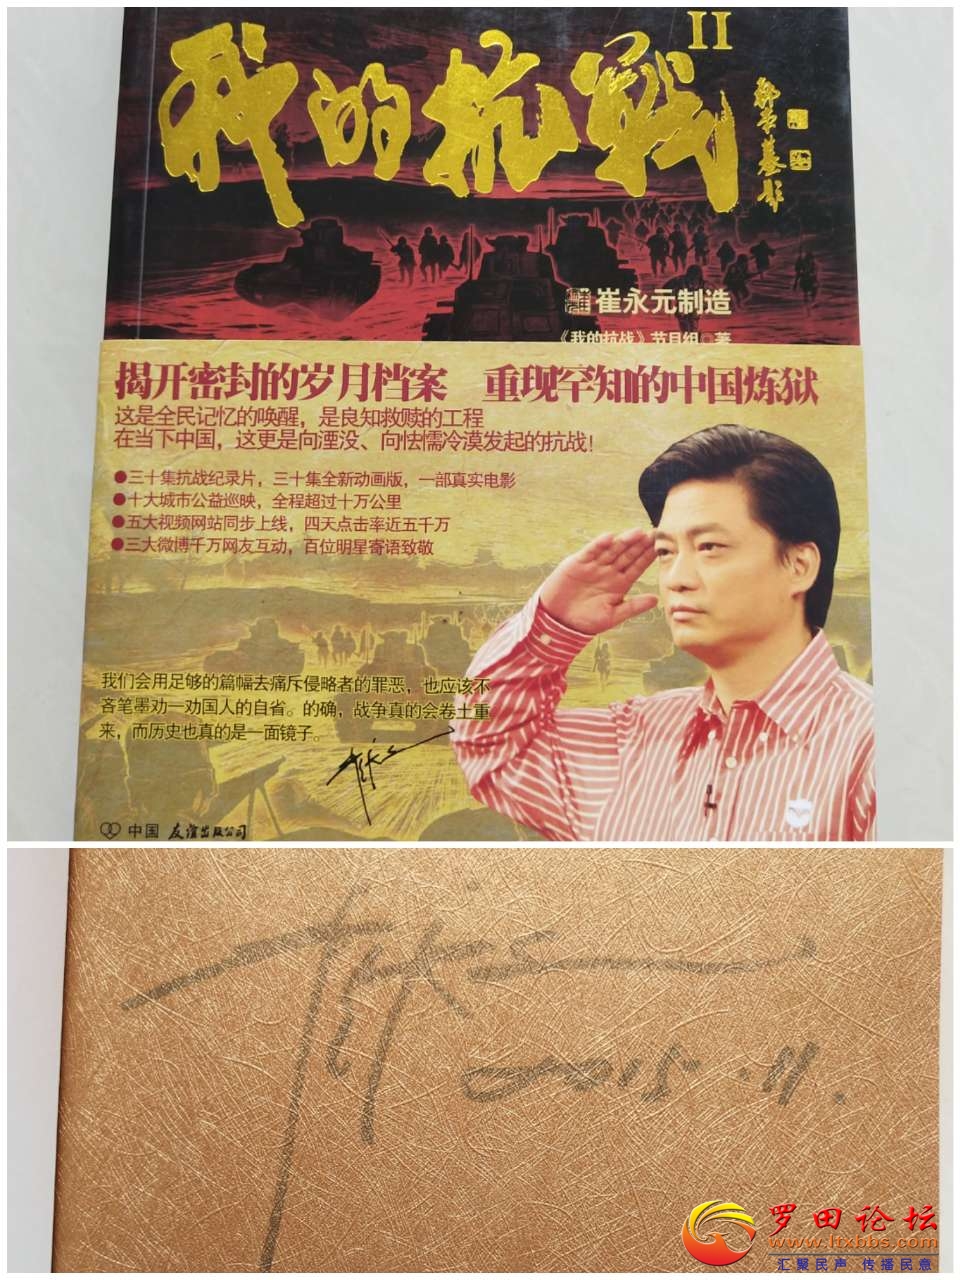 我的抗戰II
崔永元制造
《我的抗战》节目组○著
揭开密封的岁月档案 重现罕知的中国炼狱
这是全民记忆的唤醒，是良知救赎的工程
在当下中国，这更是向湮没、向怯懦冷漠发起的抗战！
●三十集抗战纪录片，三十集全新动画版，一部真实电影
●十大城市公益巡映，全程超过十万公里
●五大视频网站同步上线，四天点击率近五千万
●三大微博千万网友互动，百位明星寄语致敬
我们会用足够的篇幅去痛斥侵略者的罪恶，也应该不
吝笔墨劝一劝国人的自省。的确，战争真的会卷土重
来，而历史也真的是一面镜子。
中国 友谊出版公司
2015.11.
罗田论坛
www.ltxbbs.com
汇聚民声 传播民意